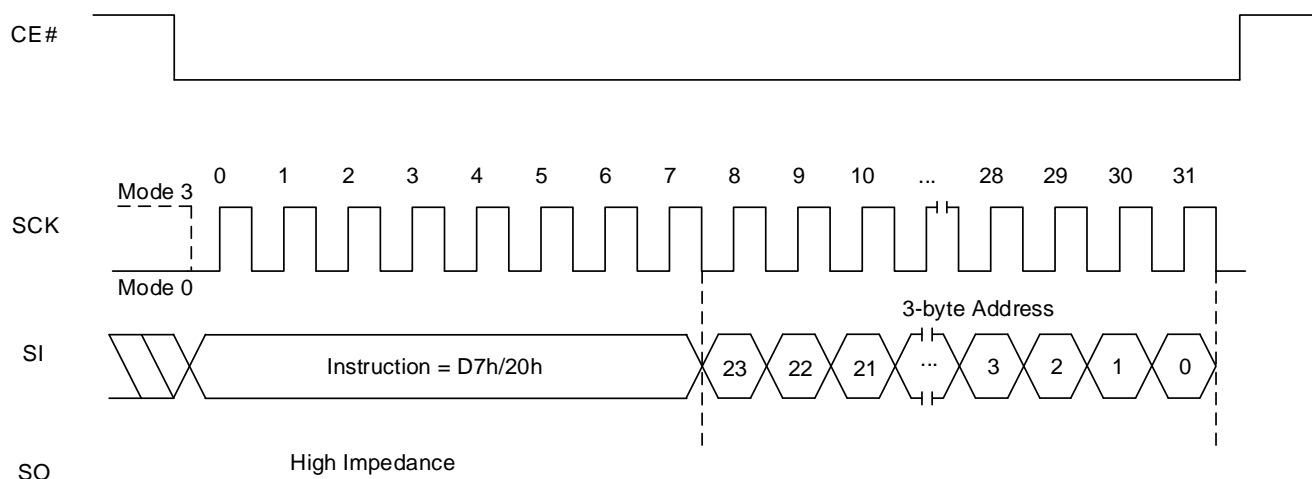 CE#
0 1 2 3 4 5 6 7 8 9 10 ... 28 29 30 31
Mode 3
SCK
Mode 0
3-byte Address
SI
Instruction = D7h/20h 23 22 21 ... 3 2 1 0
High Impedance
SO